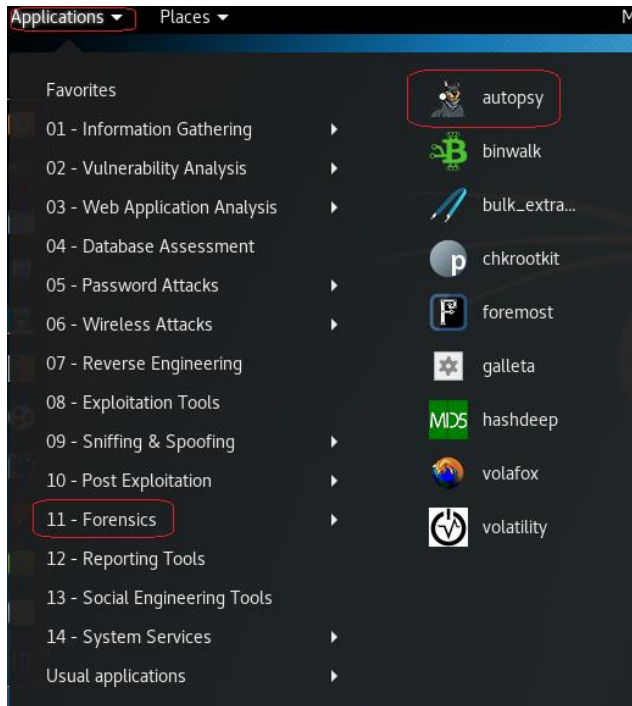 Applications Places M
Favorites
01 - Information Gathering
02 - Vulnerability Analysis
03 - Web Application Analysis
04 - Database Assessment
05 - Password Attacks
06 - Wireless Attacks
07 - Reverse Engineering
08 - Exploitation Tools
09 - Sniffing & Spoofing
10 - Post Exploitation
11 - Forensics
12 - Reporting Tools
13 - Social Engineering Tools
14 - System Services
Usual applications
autopsy
binwalk
bulk_extra...
p chkrootkit
F foremost
galleta
MD5 hashdeep
volafox
volatility